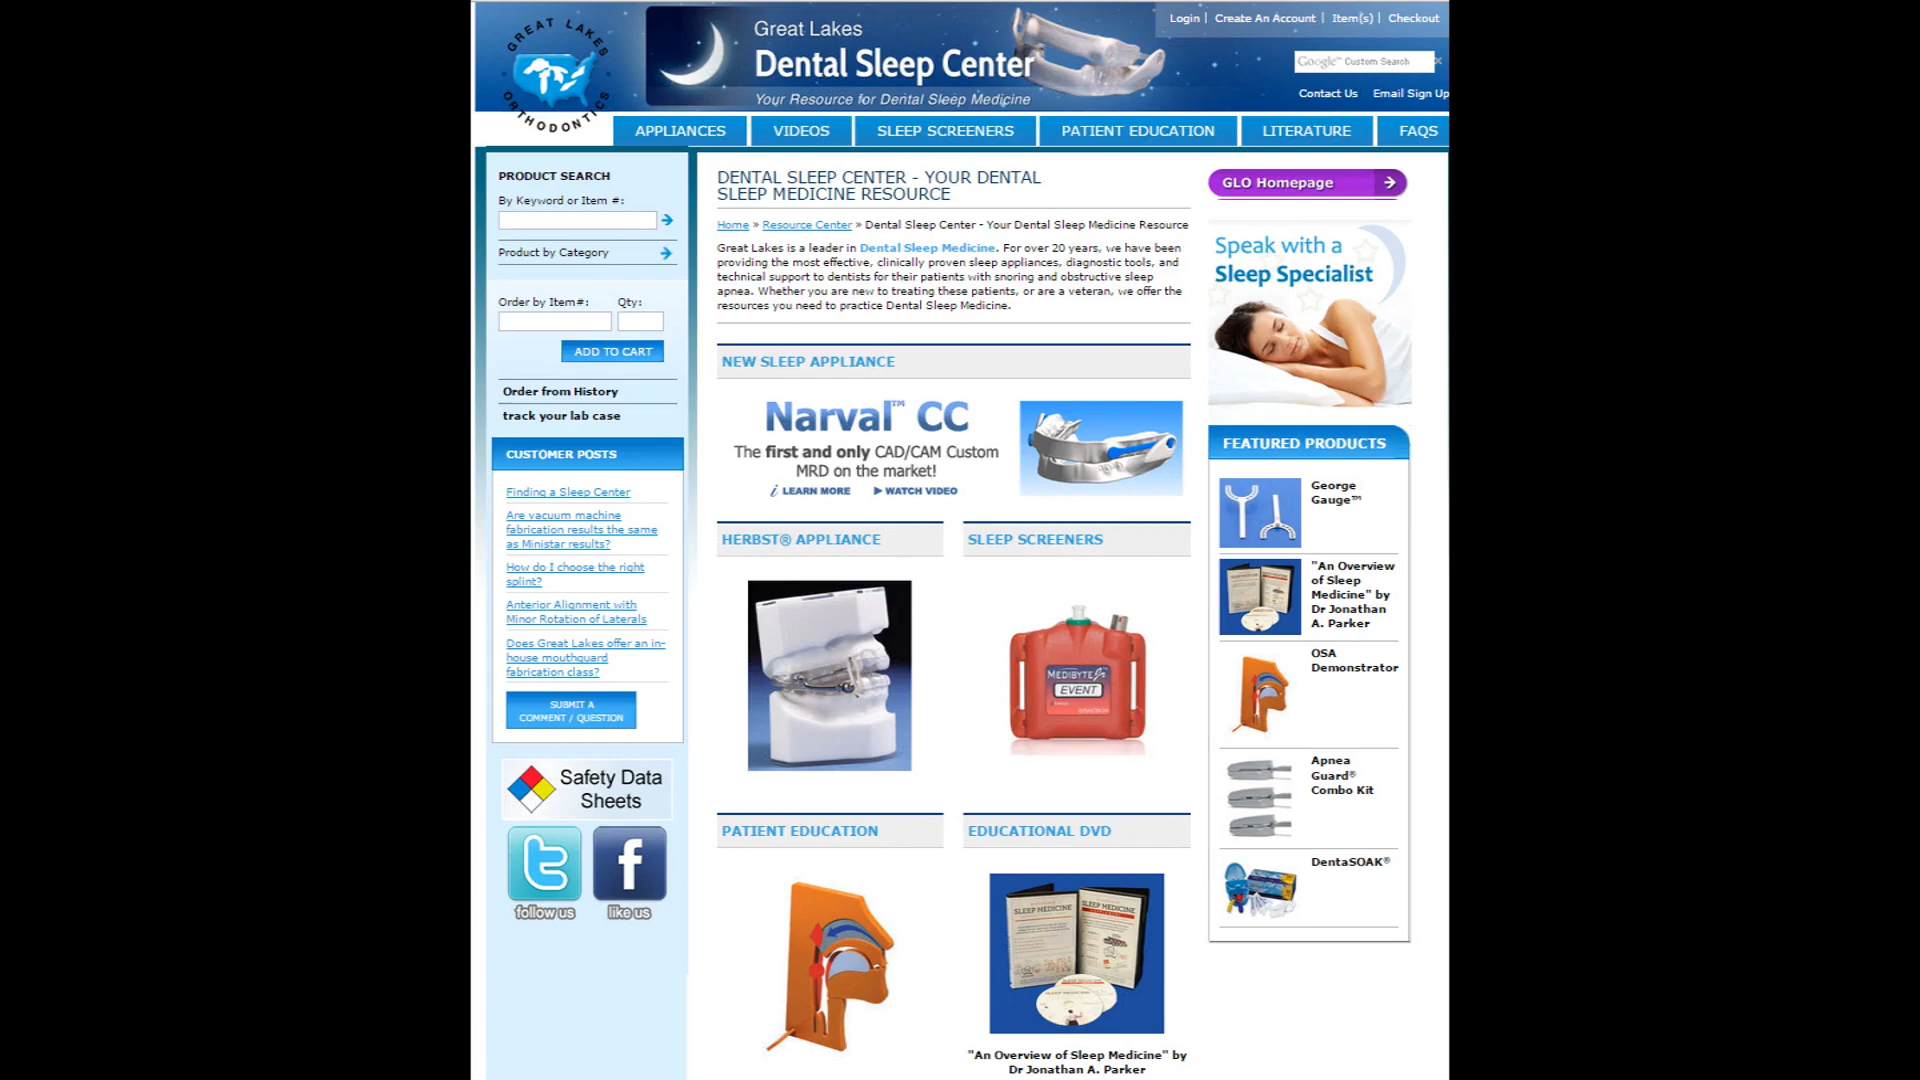 GREAT LAKES
ORTHODONTICS
Great Lakes
Dental Sleep Center
Your Resource for Dental Sleep Medicine
Login | Create An Account | Item(s) | Checkout
Google™ Custom Search
Contact Us Email Sign Up
APPLIANCES VIDEOS SLEEP SCREENERS PATIENT EDUCATION LITERATURE FAQS
PRODUCT SEARCH
By Keyword or Item #:
Product by Category
Order by Item#: Qty:
ADD TO CART
Order from History
track your lab case
CUSTOMER POSTS
Finding a Sleep Center
Are vacuum machine
fabrication results the same
as Ministar results?
How do I choose the right
splint?
Anterior Alignment with
Minor Rotation of Laterals
Does Great Lakes offer an in-
house mouthguard
fabrication class?
SUBMIT A
COMMENT / QUESTION
Safety Data
Sheets
follow us like us
DENTAL SLEEP CENTER - YOUR DENTAL
SLEEP MEDICINE RESOURCE
Home » Resource Center » Dental Sleep Center - Your Dental Sleep Medicine Resource
Great Lakes is a leader in Dental Sleep Medicine. For over 20 years, we have been
providing the most effective, clinically proven sleep appliances, diagnostic tools, and
technical support to dentists for their patients with snoring and obstructive sleep
apnea. Whether you are new to treating these patients, or are a veteran, we offer the
resources you need to practice Dental Sleep Medicine.
NEW SLEEP APPLIANCE
Narval™ CC
The first and only CAD/CAM Custom
MRD on the market!
i LEARN MORE ▶ WATCH VIDEO
HERBST® APPLIANCE
SLEEP SCREENERS
MEDIBYTE Jr
EVENT
PATIENT EDUCATION
EDUCATIONAL DVD
SLEEP MEDICINE
SLEEP MEDICINE
"An Overview of Sleep Medicine" by
Dr Jonathan A. Parker
GLO Homepage
Speak with a
Sleep Specialist
FEATURED PRODUCTS
George
Gauge™
"An Overview
of Sleep
Medicine" by
Dr Jonathan
A. Parker
OSA
Demonstrator
Apnea
Guard®
Combo Kit
DentaSOAK®